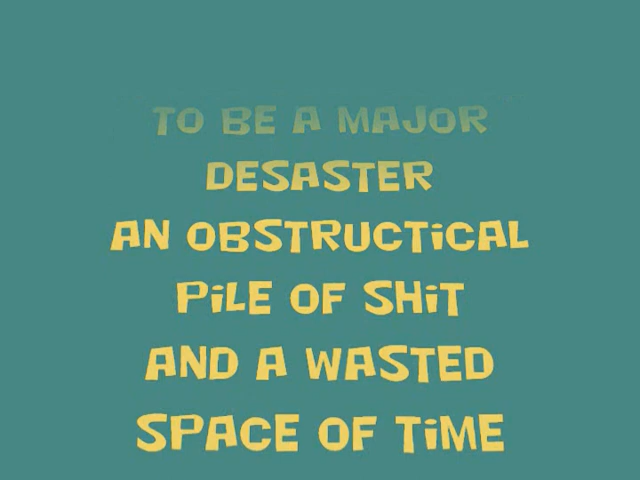 TO BE A MAJOR
DESASTER
AN OBSTRUCTiCAL
PiLE OF SHiT
AND A WASTED
SPACE OF TiME